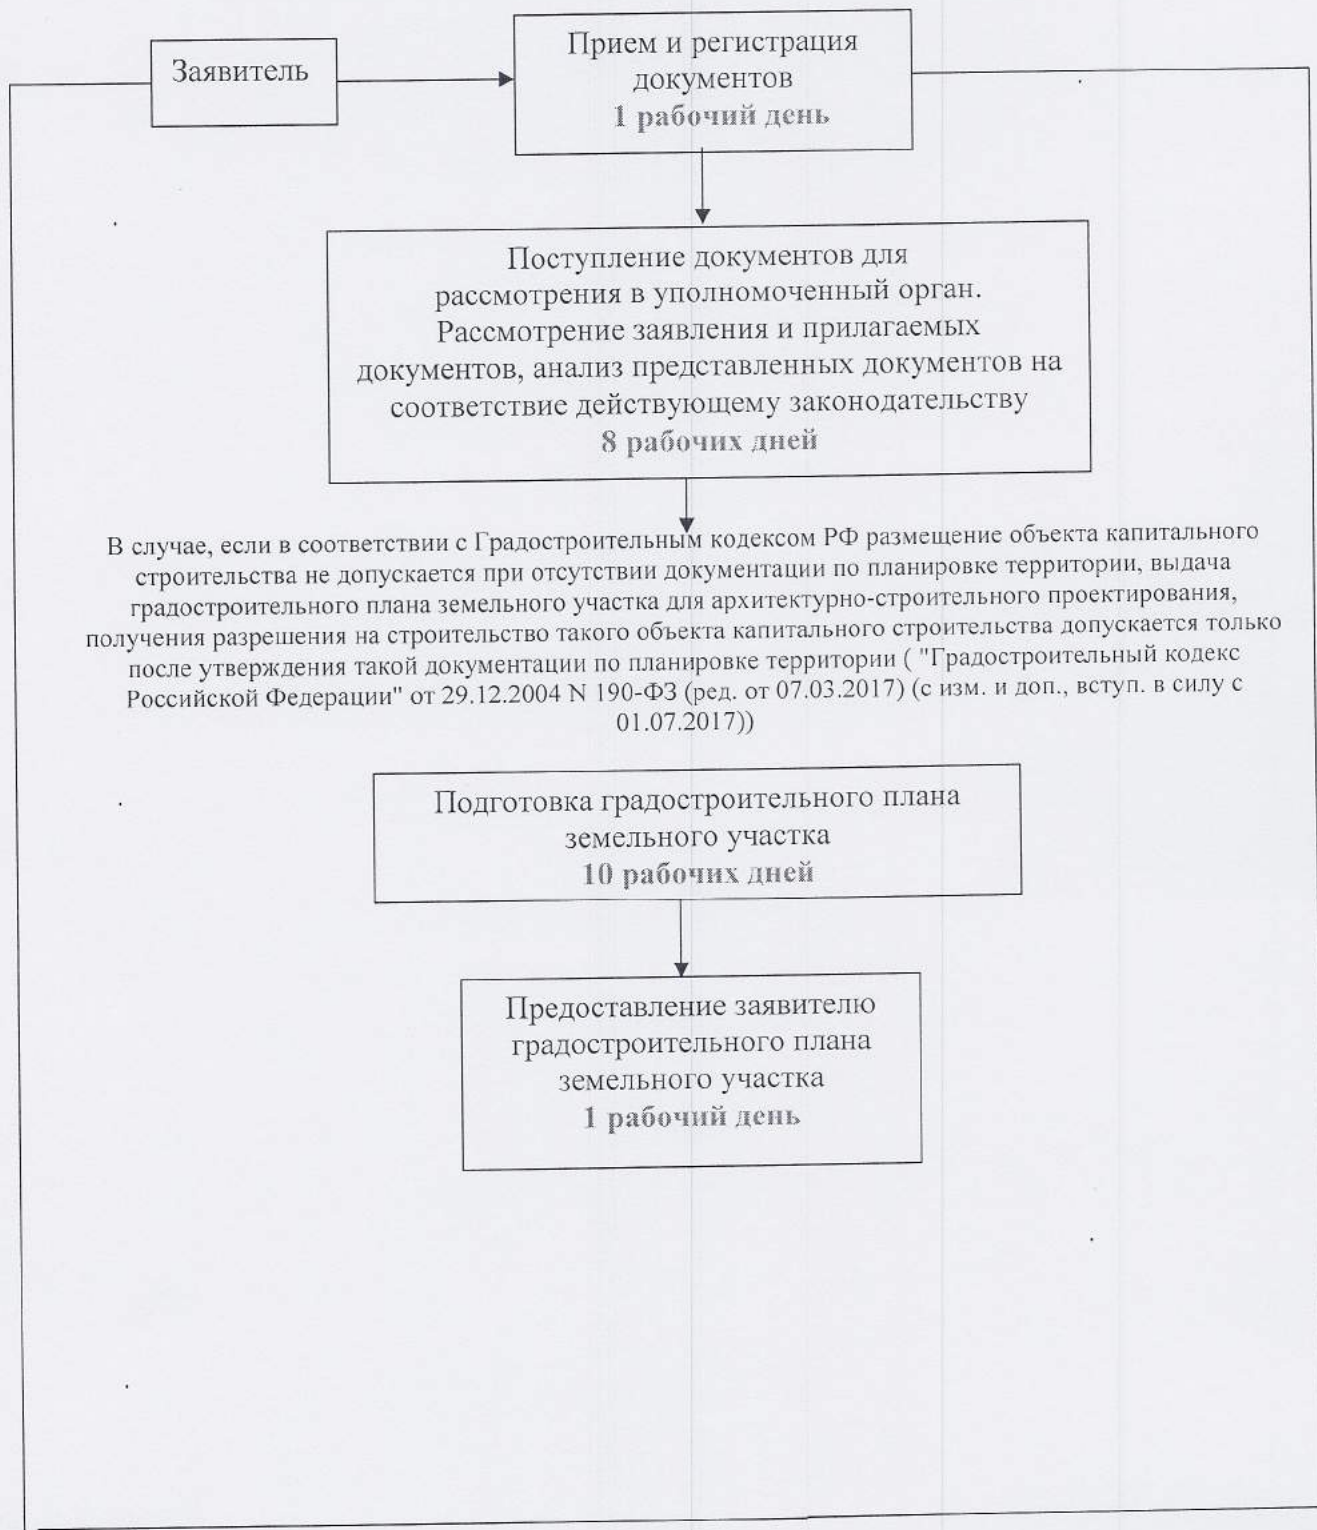 Заявитель
Прием и регистрация
документов
1 рабочий день
Поступление документов для
рассмотрения в уполномоченный орган.
Рассмотрение заявления и прилагаемых
документов, анализ представленных документов на
соответствие действующему законодательству
8 рабочих дней
В случае, если в соответствии с Градостроительным кодексом РФ размещение объекта капитального
строительства не допускается при отсутствии документации по планировке территории, выдача
градостроительного плана земельного участка для архитектурно-строительного проектирования,
получения разрешения на строительство такого объекта капитального строительства допускается только
после утверждения такой документации по планировке территории ( "Градостроительный кодекс
Российской Федерации" от 29.12.2004 N 190-ФЗ (ред. от 07.03.2017) (с изм. и доп., вступ. в силу с
01.07.2017))
Подготовка градостроительного плана
земельного участка
10 рабочих дней
Предоставление заявителю
градостроительного плана
земельного участка
1 рабочий день